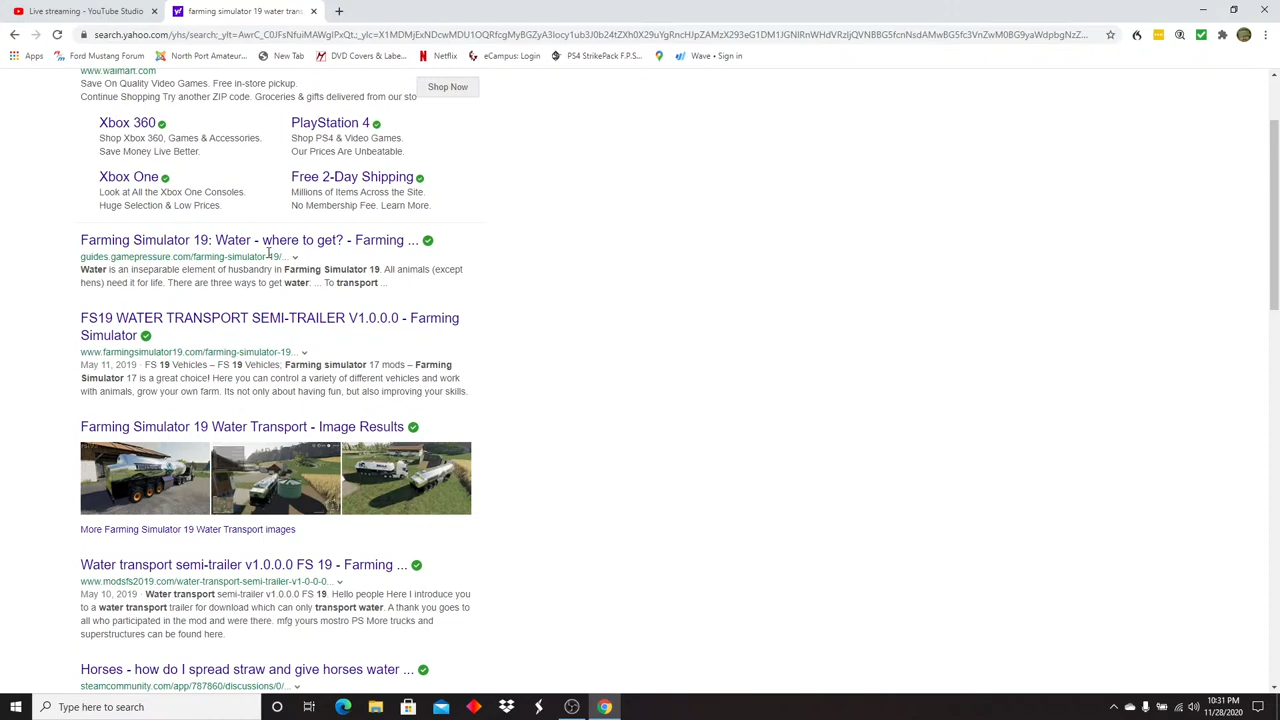 Live streaming - YouTube Studio
farming simulator 19 water trans
search.yahoo.com/yhs/search;_ylt=AwrC_C0JFsNfuiMAWgIPxQt.;_ylc=
Apps
Ford Mustang Forum
North Port Amateur...
New Tab
DVD Covers & Labe...
Netflix
eCampus: Login
PS4 StrikePack F.P.S...
Wave • Sign in
www.walmart.com
Save On Quality Video Games. Free in-store pickup.
Continue Shopping Try another ZIP code. Groceries & gifts delivered from our sto
Shop Now
Xbox 360
Shop Xbox 360, Games & Accessories.
Save Money Live Better.
PlayStation 4
Shop PS4 & Video Games.
Our Prices Are Unbeatable.
Xbox One
Look at All the Xbox One Consoles.
Huge Selection & Low Prices.
Free 2-Day Shipping
Millions of Items Across the Site.
No Membership Fee. Learn More.
Farming Simulator 19: Water - where to get? - Farming ...
guides.gamepressure.com/farming-simulator-19/...
Water is an inseparable element of husbandry in Farming Simulator 19. All animals (except
hens) need it for life. There are three ways to get water. ... To transport ...
FS19 WATER TRANSPORT SEMI-TRAILER V1.0.0.0 - Farming
Simulator
www.farmingsimulator19.com/farming-simulator-19...
May 11, 2019 · FS 19 Vehicles – FS 19 Vehicles; Farming simulator 17 mods – Farming
Simulator 17 is a great choice! Here you can control a variety of different vehicles and work
with animals, grow your own farm. Its not only about having fun, but also improving your skills.
Farming Simulator 19 Water Transport - Image Results
More Farming Simulator 19 Water Transport images
Water transport semi-trailer v1.0.0.0 FS 19 - Farming ...
www.modsfs2019.com/water-transport-semi-trailer-v1-0-0-0...
May 10, 2019 · Water transport semi-trailer v1.0.0.0 FS 19. Hello people Here I introduce you
to a water transport trailer for download which can only transport water. A thank you goes to
all who participated in the mod and were there. mfg yours mostro PS More trucks and
superstructures can be found here.
Horses - how do I spread straw and give horses water ...
steamcommunity.com/app/787860/discussions/0/...
Type here to search
10:31 PM
11/28/2020